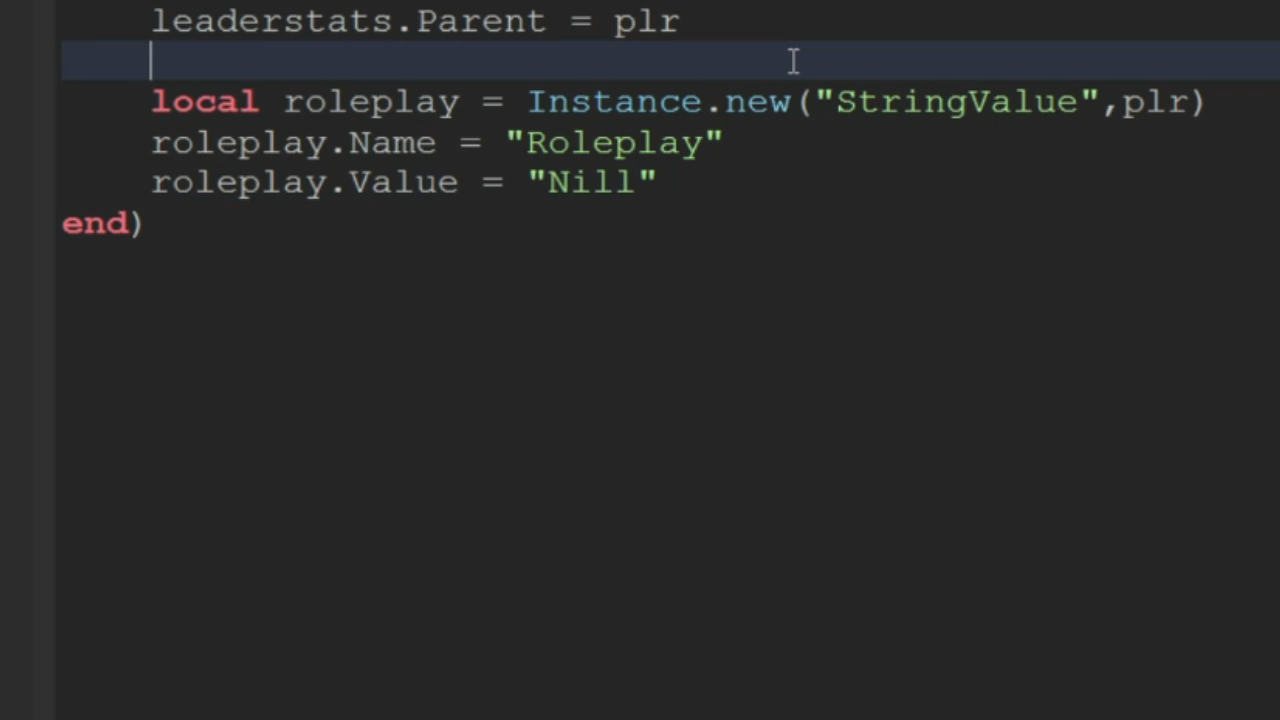 leaderstats.Parent = plr
local roleplay = Instance.new("StringValue",plr)
roleplay.Name = "Roleplay"
roleplay.Value = "Nill"
end)